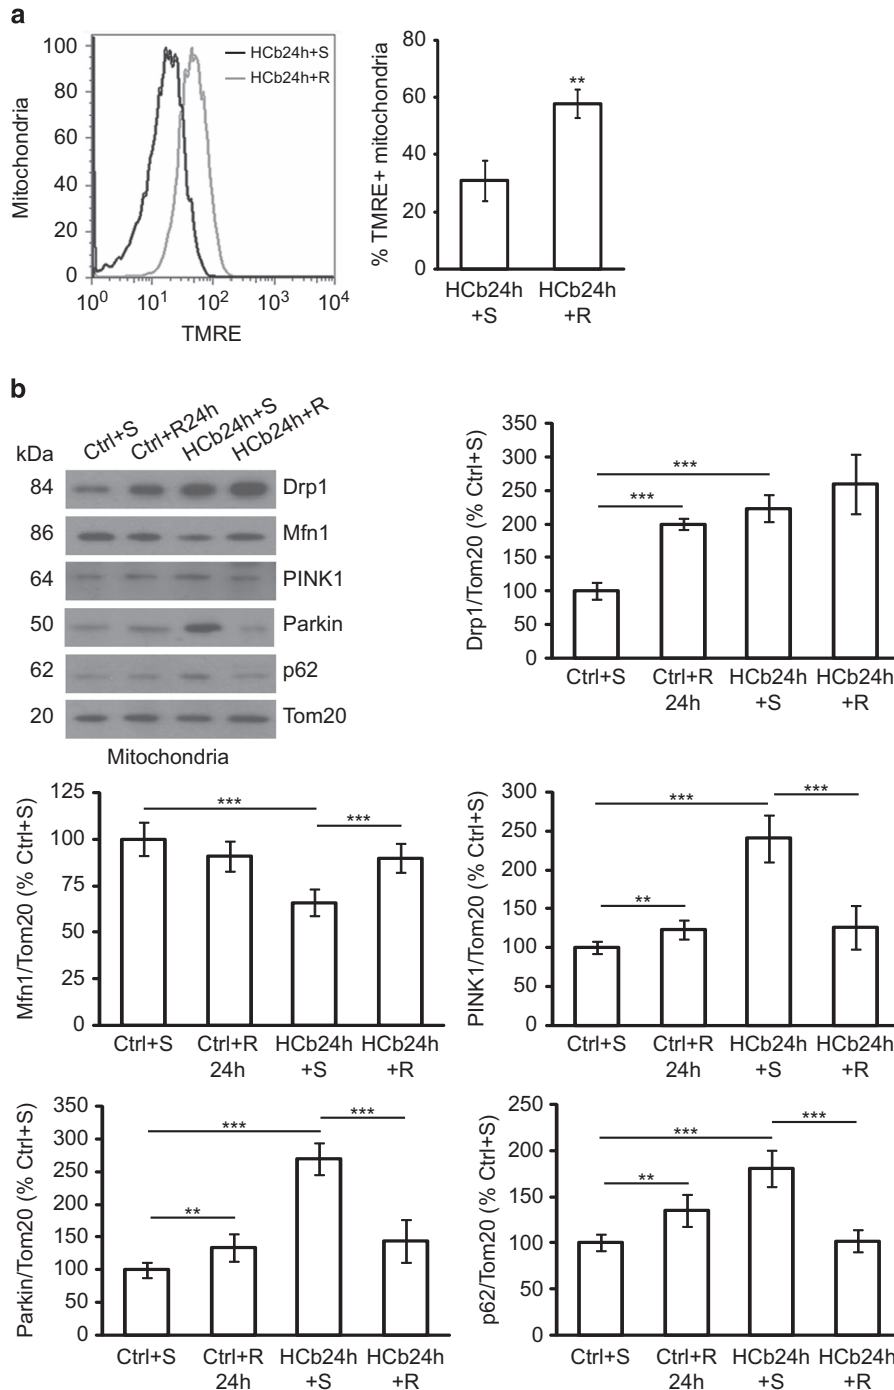 a
100
80
60
40
20
0
Mitochondria
HCb24h+S
HCb24h+R
10⁰ 10¹ 10² 10³ 10⁴
TMRE
80
60
40
20
0
% TMRE+ mitochondria
**
HCb24h
+S
HCb24h
+R
b
kDa
Ctrl+S
Ctrl+R24h
HCb24h+S
HCb24h+R
84 Drp1
86 Mfn1
64 PINK1
50 Parkin
62 p62
20 Tom20
Mitochondria
Drp1/Tom20 (% Ctrl+S)
350
300
250
200
150
100
50
0
***
***
Ctrl+S
Ctrl+R
24h
HCb24h
+S
HCb24h
+R
Mfn1/Tom20 (% Ctrl+S)
125
100
75
50
25
0
***
***
Ctrl+S
Ctrl+R
24h
HCb24h
+S
HCb24h
+R
PINK1/Tom20 (% Ctrl+S)
300
250
200
150
100
50
0
***
***
**
Ctrl+S
Ctrl+R
24h
HCb24h
+S
HCb24h
+R
Parkin/Tom20 (% Ctrl+S)
350
300
250
200
150
100
50
0
***
***
**
Ctrl+S
Ctrl+R
24h
HCb24h
+S
HCb24h
+R
p62/Tom20 (% Ctrl+S)
250
200
150
100
50
0
***
***
**
Ctrl+S
Ctrl+R
24h
HCb24h
+S
HCb24h
+R